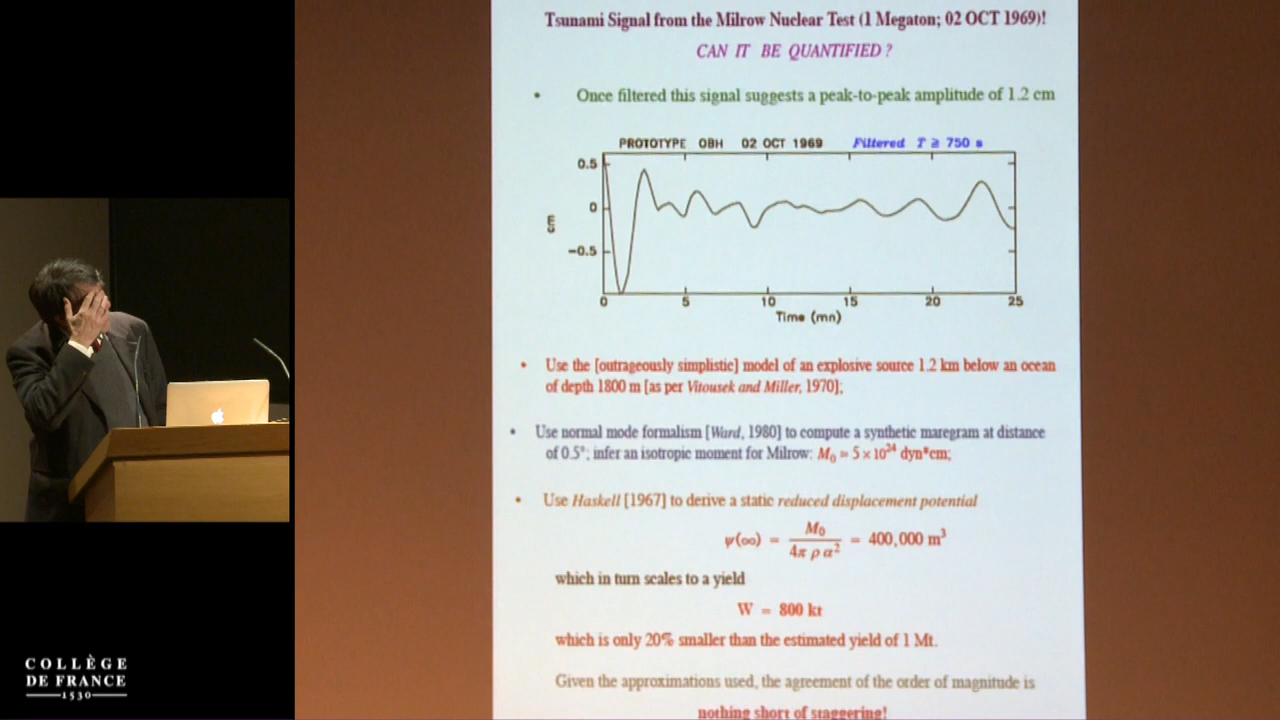 Tsunami Signal from the Milrow Nuclear Test (1 Megaton; 02 OCT 1969)!
CAN IT BE QUANTIFIED ?
• Once filtered this signal suggests a peak-to-peak amplitude of 1.2 cm
PROTOTYPE OBH 02 OCT 1969 Filtered T ≥ 750 s
0.5
0
−0.5
cm
0 5 10 15 20 25
Time (mn)
• Use the [outrageously simplistic] model of an explosive source 1.2 km below an ocean
of depth 1800 m [as per Vitousek and Miller, 1970];
• Use normal mode formalism [Ward, 1980] to compute a synthetic maregram at distance
of 0.5°; infer an isotropic moment for Milrow: M₀ = 5 × 10²⁴ dyn*cm;
• Use Haskell [1967] to derive a static reduced displacement potential
ψ(∞) = M₀ / 4π ρ α² = 400,000 m³
which in turn scales to a yield
W = 800 kt
which is only 20% smaller than the estimated yield of 1 Mt.
Given the approximations used, the agreement of the order of magnitude is
nothing short of staggering!
COLLÈGE
DE FRANCE
1530